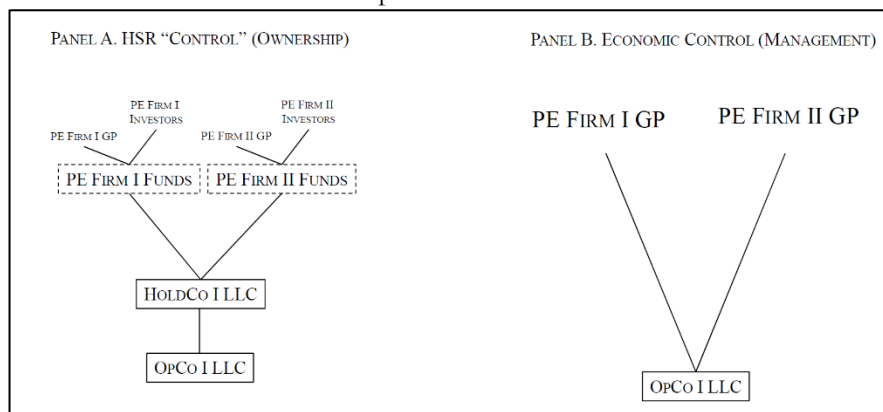 PANEL A. HSR “CONTROL” (OWNERSHIP)
PANEL B. ECONOMIC CONTROL (MANAGEMENT)
PE FIRM I
INVESTORS
PE FIRM II
INVESTORS
PE FIRM I GP
PE FIRM II GP
PE FIRM I FUNDS
PE FIRM II FUNDS
HOLDCO I LLC
OPCO I LLC
PE FIRM I GP
PE FIRM II GP
OPCO I LLC